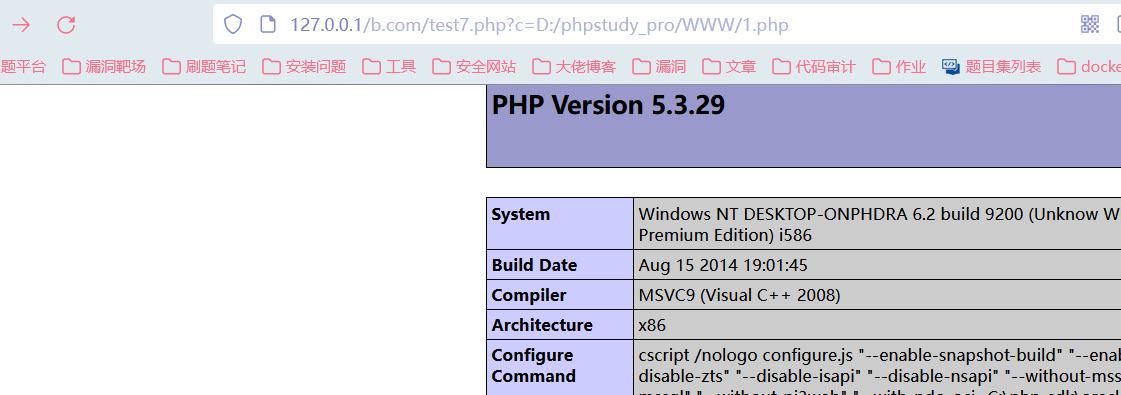 127.0.0.1/b.com/test7.php?c=D:/phpstudy_pro/WWW/1.php
题平台 漏洞靶场 刷题笔记 安装问题 工具 安全网站 大佬博客 漏洞 文章 代码审计 作业 题目集列表 docke
PHP Version 5.3.29
System Windows NT DESKTOP-ONPHDRA 6.2 build 9200 (Unknow W
Premium Edition) i586
Build Date Aug 15 2014 19:01:45
Compiler MSVC9 (Visual C++ 2008)
Architecture x86
Configure cscript /nologo configure.js "--enable-snapshot-build" "--enab
Command disable-zts" "--disable-isapi" "--disable-nsapi" "--without-mss